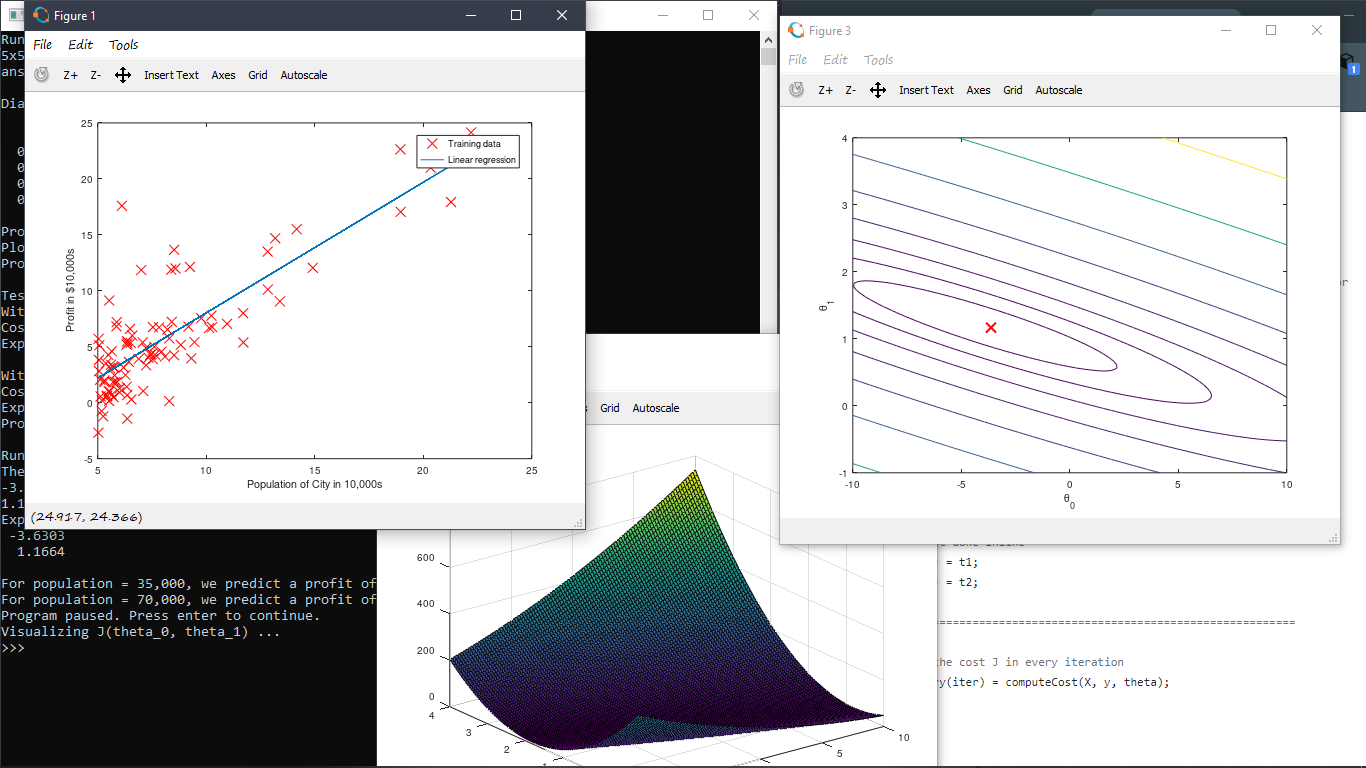 Figure 1
File Edit Tools
Z+ Z- Insert Text Axes Grid Autoscale
25
20
15
10
5
0
-5
Profit in $10,000s
Training data
Linear regression
5 10 15 20 25
Population of City in 10,000s
(24.917, 24.366)
Figure 3
File Edit Tools
Z+ Z- Insert Text Axes Grid Autoscale
4
3
2
1
0
-1
θ1
-10 -5 0 5 10
θ0
1
Grid Autoscale
600
400
200
0
4
3
2
1
5
10
Run
5x5
ans
Dia
0
0
0
0
Pro
Plo
Pro
Tes
Wit
Cos
Exp
Wit
Cos
Exp
Pro
Run
The
-3.
1.1
Exp
-3.6303
1.1664
For population = 35,000, we predict a profit of
For population = 70,000, we predict a profit of
Program paused. Press enter to continue.
Visualizing J(theta_0, theta_1) ...
>>>
or
= t1;
= t2;
=====================================================
the cost J in every iteration
ry(iter) = computeCost(X, y, theta);